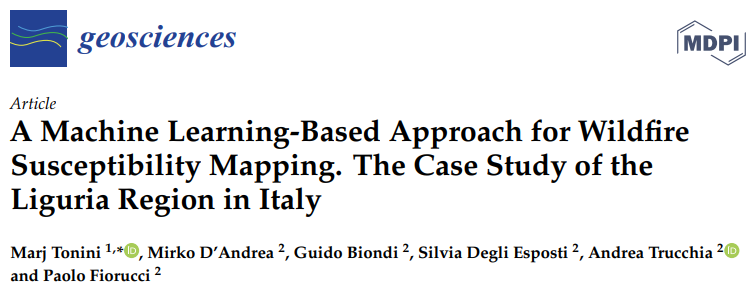 geosciences
MDPI
Article
A Machine Learning-Based Approach for Wildfire
Susceptibility Mapping. The Case Study of the
Liguria Region in Italy
Marj Tonini 1,* iD, Mirko D’Andrea 2, Guido Biondi 2, Silvia Degli Esposti 2, Andrea Trucchia 2 iD
and Paolo Fiorucci 2